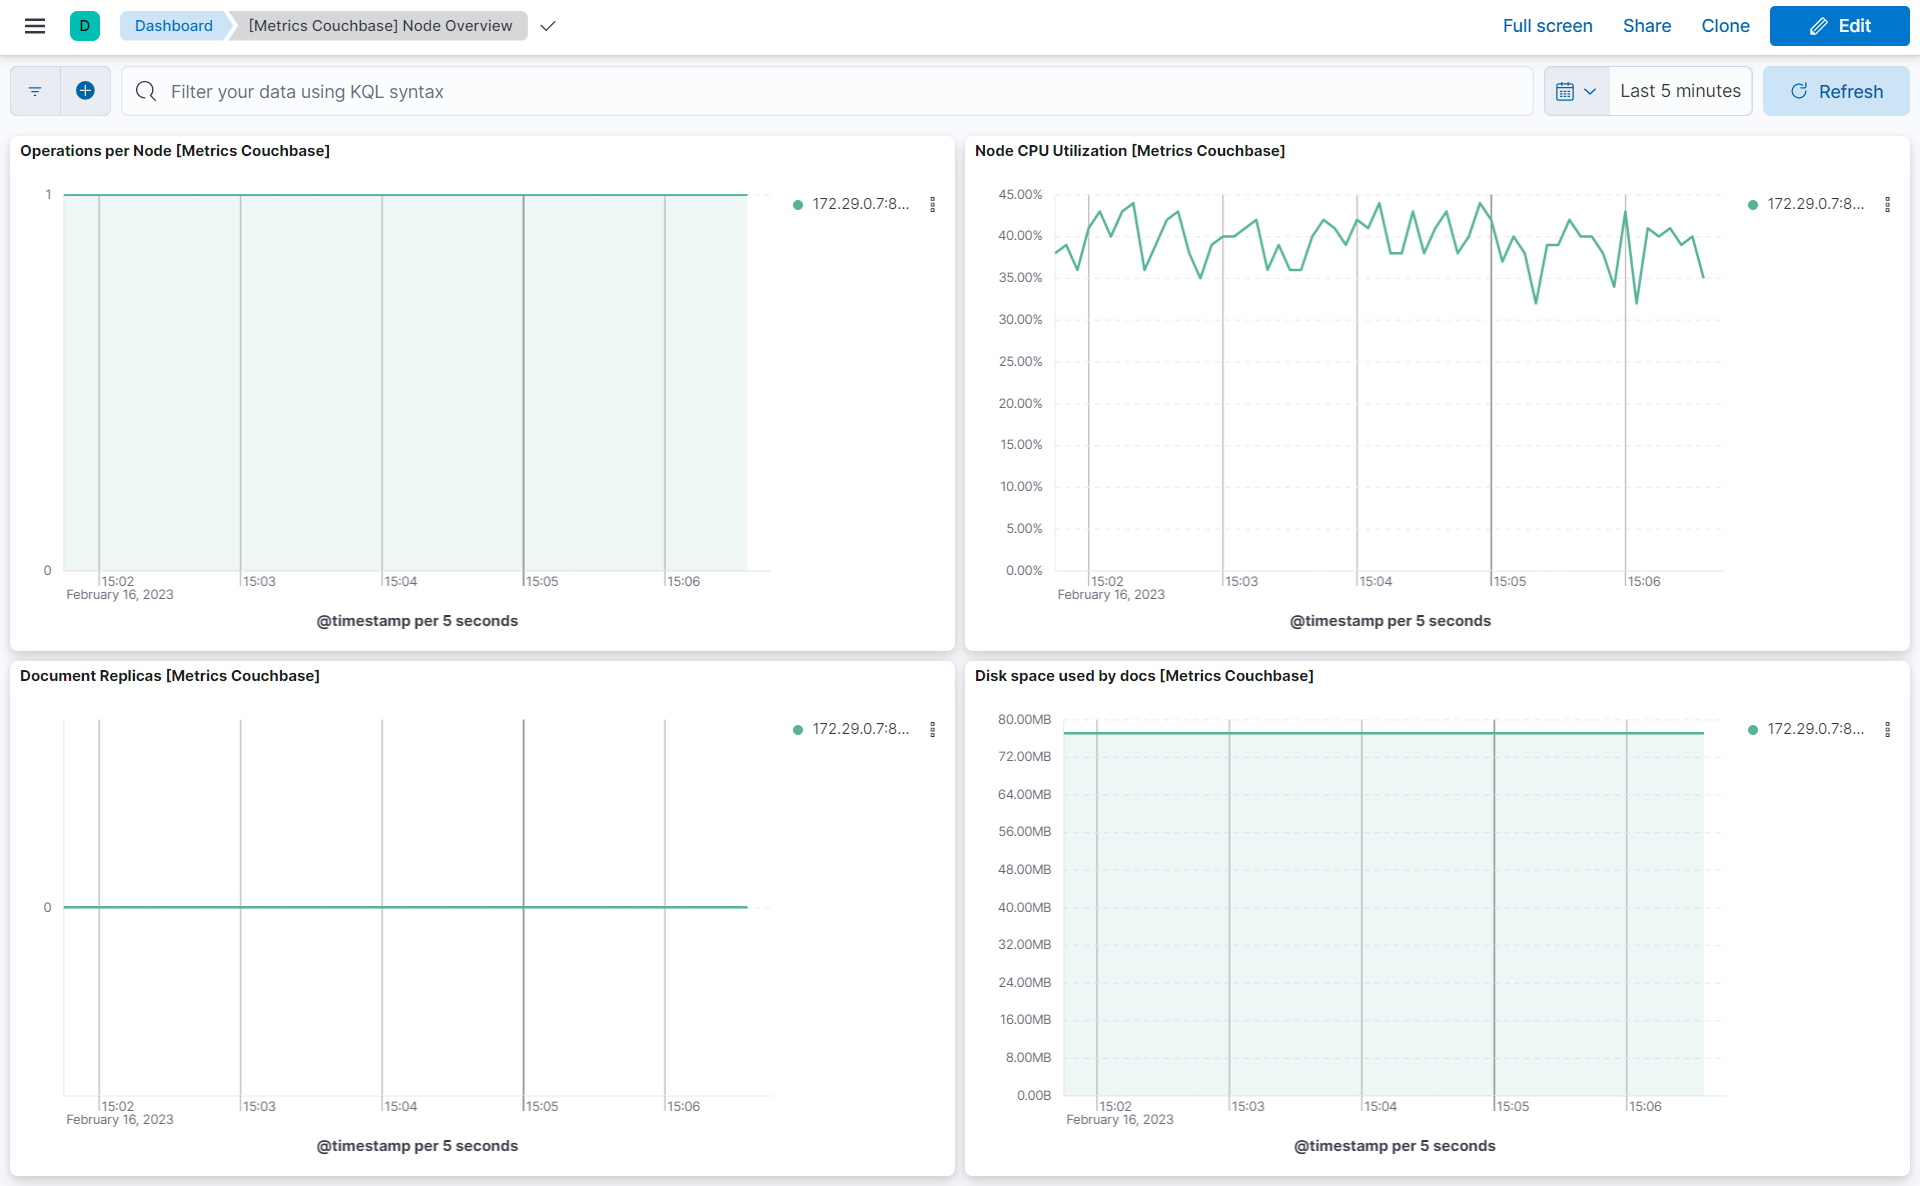 D Dashboard [Metrics Couchbase] Node Overview Full screen Share Clone Edit
Filter your data using KQL syntax Last 5 minutes Refresh
Operations per Node [Metrics Couchbase]
1
172.29.0.7:8...
0
15:02 15:03 15:04 15:05 15:06
February 16, 2023
@timestamp per 5 seconds
Node CPU Utilization [Metrics Couchbase]
45.00%
172.29.0.7:8...
40.00%
35.00%
30.00%
25.00%
20.00%
15.00%
10.00%
5.00%
0.00%
15:02 15:03 15:04 15:05 15:06
February 16, 2023
@timestamp per 5 seconds
Document Replicas [Metrics Couchbase]
172.29.0.7:8...
0
15:02 15:03 15:04 15:05 15:06
February 16, 2023
@timestamp per 5 seconds
Disk space used by docs [Metrics Couchbase]
80.00MB
172.29.0.7:8...
72.00MB
64.00MB
56.00MB
48.00MB
40.00MB
32.00MB
24.00MB
16.00MB
8.00MB
0.00B
15:02 15:03 15:04 15:05 15:06
February 16, 2023
@timestamp per 5 seconds